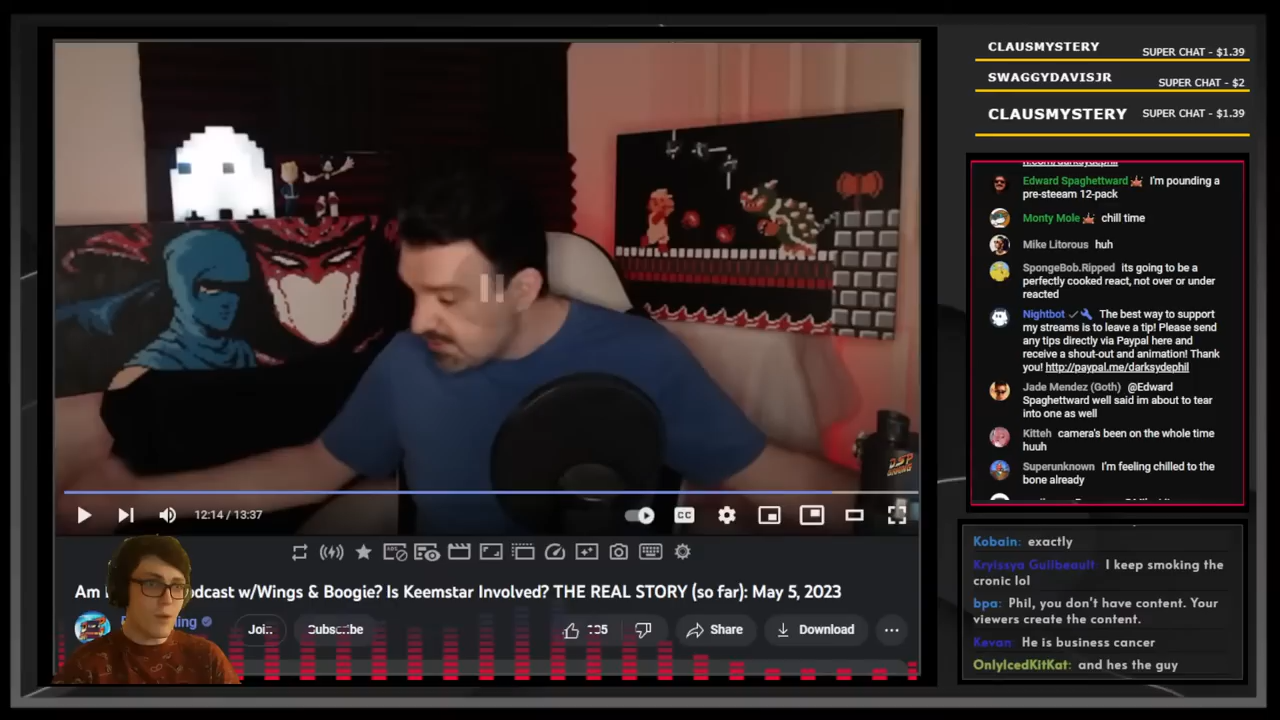 CLAUSMYSTERY SUPER CHAT - $1.39
SWAGGYDAVISJR SUPER CHAT - $2
CLAUSMYSTERY SUPER CHAT - $1.39
n.com/darksydephil
Edward Spaghettward I'm pounding a
pre-steeam 12-pack
Monty Mole chill time
Mike Litorous huh
SpongeBob.Ripped its going to be a
perfectly cooked react, not over or under
reacted
Nightbot The best way to support
my streams is to leave a tip! Please send
any tips directly via Paypal here and
receive a shout-out and animation! Thank
you! http://paypal.me/darksydephil
Jade Mendez (Goth) @Edward
Spaghettward well said im about to tear
into one as well
Kitteh camera's been on the whole time
huuh
Superunknown I'm feeling chilled to the
bone already
DSP
GAMING
12:14 / 13:37
CC
Am dcast w/Wings & Boogie? Is Keemstar Involved? THE REAL STORY (so far): May 5, 2023
Join
Subscribe
Share
Download
Kobain: exactly
Kryissya Guilbeault: I keep smoking the
cronic lol
bpa: Phil, you don't have content. Your
viewers create the content.
Kevan: He is business cancer
OnlyIcedKitKat: and hes the guy